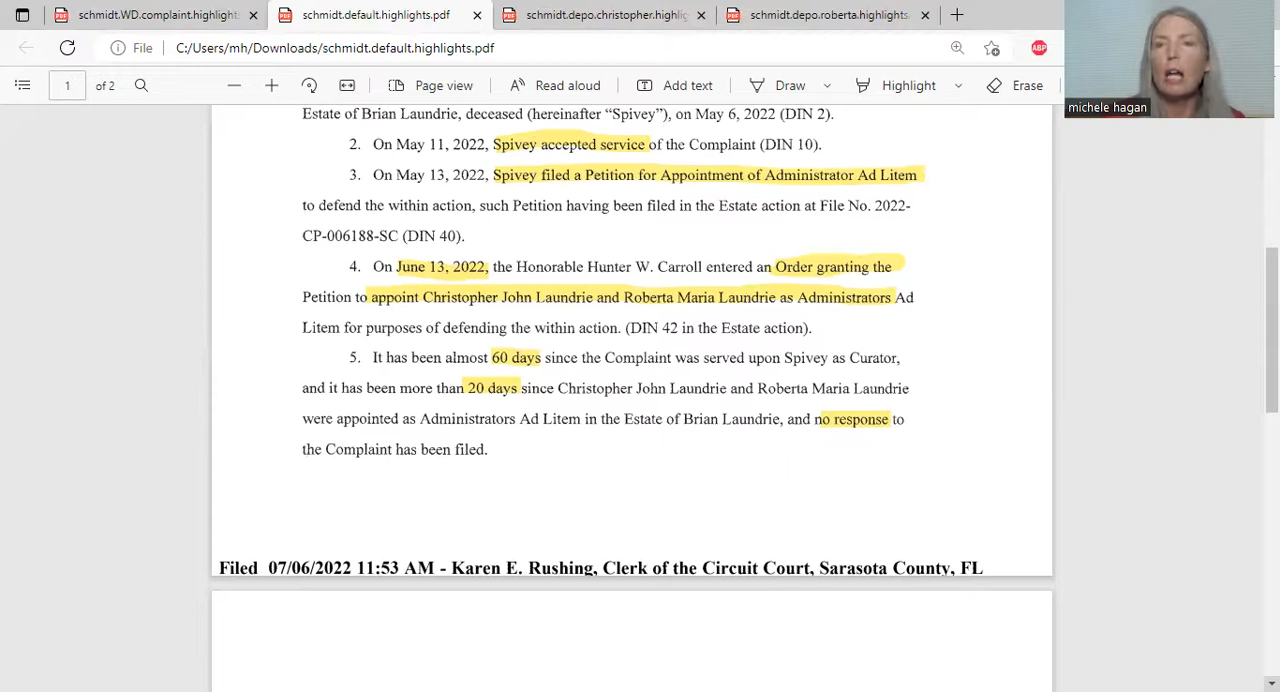 schmidt.WD.complaint.highlight
schmidt.default.highlights.pdf
schmidt.depo.christopher.highlig
schmidt.depo.roberta.highlights.
File C:/Users/mh/Downloads/schmidt.default.highlights.pdf
ABP
1 of 2
Page view
Read aloud
Add text
Draw
Highlight
Erase
michele hagan
Estate of Brian Laundrie, deceased (hereinafter “Spivey”), on May 6, 2022 (DIN 2).
2. On May 11, 2022, Spivey accepted service of the Complaint (DIN 10).
3. On May 13, 2022, Spivey filed a Petition for Appointment of Administrator Ad Litem
to defend the within action, such Petition having been filed in the Estate action at File No. 2022-
CP-006188-SC (DIN 40).
4. On June 13, 2022, the Honorable Hunter W. Carroll entered an Order granting the
Petition to appoint Christopher John Laundrie and Roberta Maria Laundrie as Administrators Ad
Litem for purposes of defending the within action. (DIN 42 in the Estate action).
5. It has been almost 60 days since the Complaint was served upon Spivey as Curator,
and it has been more than 20 days since Christopher John Laundrie and Roberta Maria Laundrie
were appointed as Administrators Ad Litem in the Estate of Brian Laundrie, and no response to
the Complaint has been filed.
Filed 07/06/2022 11:53 AM - Karen E. Rushing, Clerk of the Circuit Court, Sarasota County, FL